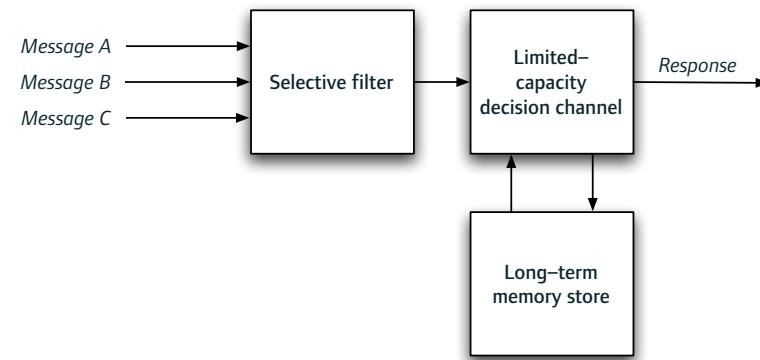 Message A
Message B
Message C
Selective filter
Limited–
capacity
decision channel
Response
Long–term
memory store